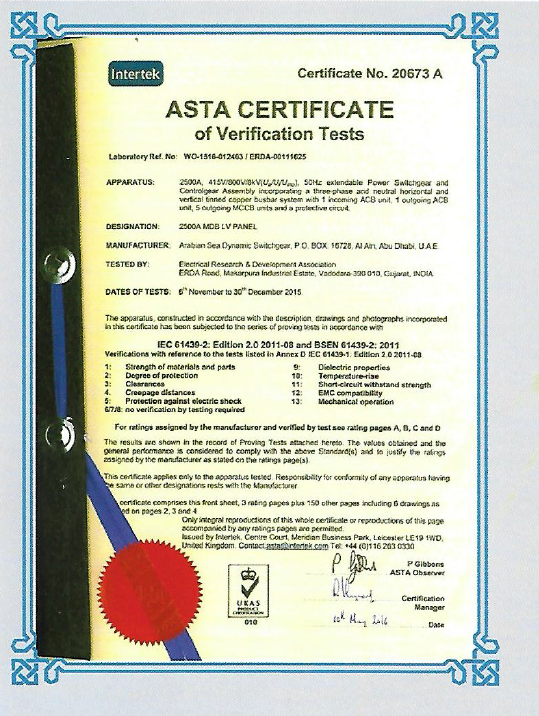 Intertek
Certificate No. 20673 A
ASTA CERTIFICATE
of Verification Tests
Laboratory Ref. No: WO-1516-012463 / ERDA-00111625
APPARATUS: 2500A, 415V/800V/8kV(Ue/Ui/Uimp), 50Hz extendable Power Switchgear and
Controlgear Assembly incorporating a three-phase and neutral horizontal and
vertical tinned copper busbar system with 1 incoming ACB unit, 1 outgoing ACB
unit, 5 outgoing MCCB units and a protective circuit.
DESIGNATION: 2500A MDB LV PANEL
MANUFACTURER: Arabian Sea Dynamic Switchgear, P.O. BOX, 16728, Al Ain, Abu Dhabi, U.A.E
TESTED BY: Electrical Research & Development Association
ERDA Road, Makarpura Industrial Estate, Vadodara-390 010, Gujarat, INDIA
DATES OF TESTS: 6th November to 30th December 2015
The apparatus, constructed in accordance with the description, drawings and photographs incorporated
in this certificate has been subjected to the series of proving tests in accordance with
IEC 61439-2: Edition 2.0 2011-08 and BSEN 61439-2: 2011
Verifications with reference to the tests listed in Annex D IEC 61439-1: Edition 2.0 2011-08
1: Strength of materials and parts 9: Dielectric properties
2: Degree of protection 10: Temperature-rise
3: Clearances 11: Short-circuit withstand strength
4. Creepage distances 12: EMC compatibility
5: Protection against electric shock 13: Mechanical operation
6/7/8: no verification by testing required
For ratings assigned by the manufacturer and verified by test see rating pages A, B, C and D
The results are shown in the record of Proving Tests attached hereto. The values obtained and the
general performance is considered to comply with the above Standard(s) and to justify the ratings
assigned by the manufacturer as stated on the ratings page(s).
This certificate applies only to the apparatus tested. Responsibility for conformity of any apparatus having
the same or other designations rests with the Manufacturer
certificate comprises this front sheet, 3 rating pages plus 150 other pages including 6 drawings as
ed on pages 2, 3 and 4
Only integral reproductions of this whole certificate or reproductions of this page
accompanied by any ratings pages are permitted.
Issued by Intertek, Centre Court, Meridian Business Park, Leicester LE19 1WD,
United Kingdom. Contact asta@intertek.com Tel: +44 (0)116 263 0330
P Gibbons
ASTA Observer
Certification
Manager
10th May 2016
Date
UKAS
PRODUCT
CERTIFICATION
010